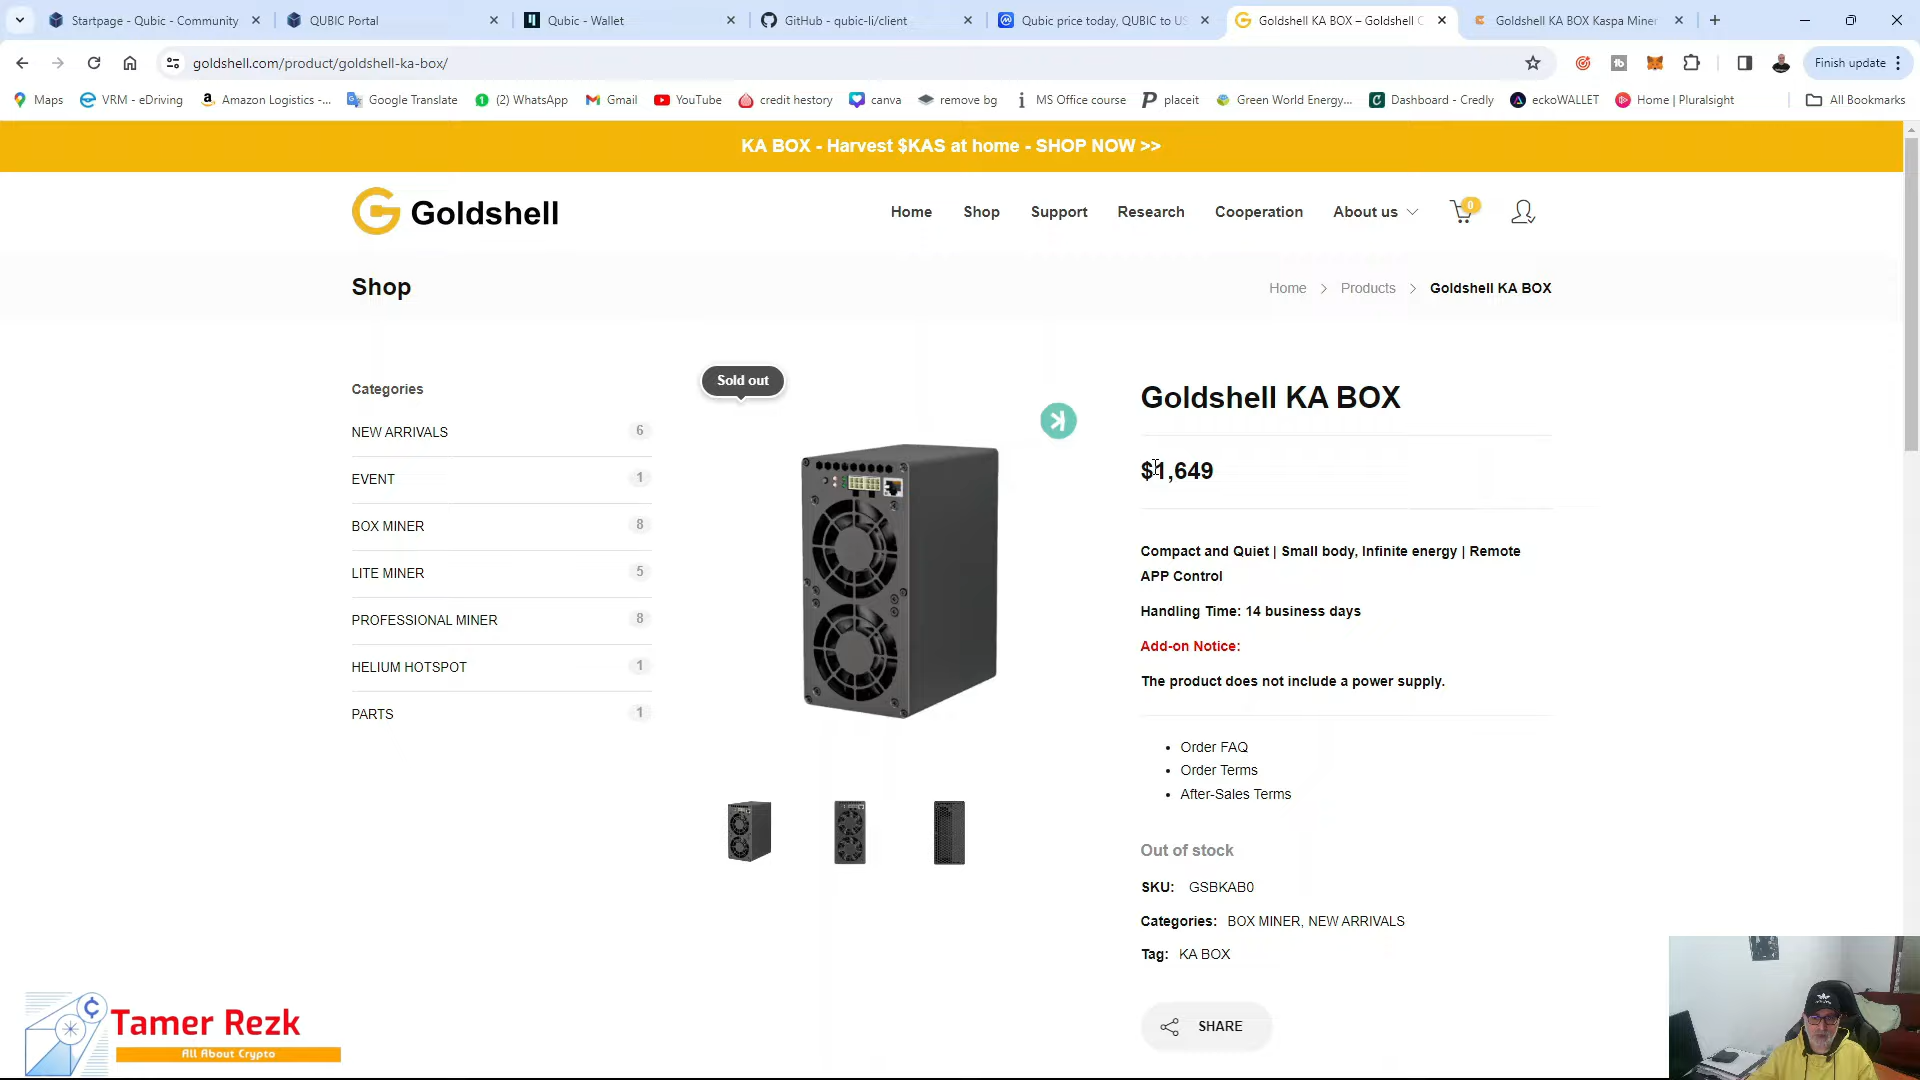 Startpage - Qubic - Community
QUBIC Portal
Qubic - Wallet
GitHub - qubic-li/client
Qubic price today, QUBIC to US
Goldshell KA BOX – Goldshell C
Goldshell KA BOX Kaspa Miner
goldshell.com/product/goldshell-ka-box/
Finish update
Maps
VRM - eDriving
Amazon Logistics -...
Google Translate
(2) WhatsApp
Gmail
YouTube
credit hestory
canva
remove bg
MS Office course
placeit
Green World Energy...
Dashboard - Credly
eckoWALLET
Home | Pluralsight
All Bookmarks
KA BOX - Harvest $KAS at home - SHOP NOW >>
Goldshell
Home
Shop
Support
Research
Cooperation
About us
0
Shop
Home > Products > Goldshell KA BOX
Categories
NEW ARRIVALS 6
EVENT 1
BOX MINER 8
LITE MINER 5
PROFESSIONAL MINER 8
HELIUM HOTSPOT 1
PARTS 1
Sold out
Goldshell KA BOX
$1,649
Compact and Quiet | Small body, Infinite energy | Remote
APP Control
Handling Time: 14 business days
Add-on Notice:
The product does not include a power supply.
Order FAQ
Order Terms
After-Sales Terms
Out of stock
SKU: GSBKAB0
Categories: BOX MINER, NEW ARRIVALS
Tag: KA BOX
SHARE
Tamer Rezk
All About Crypto